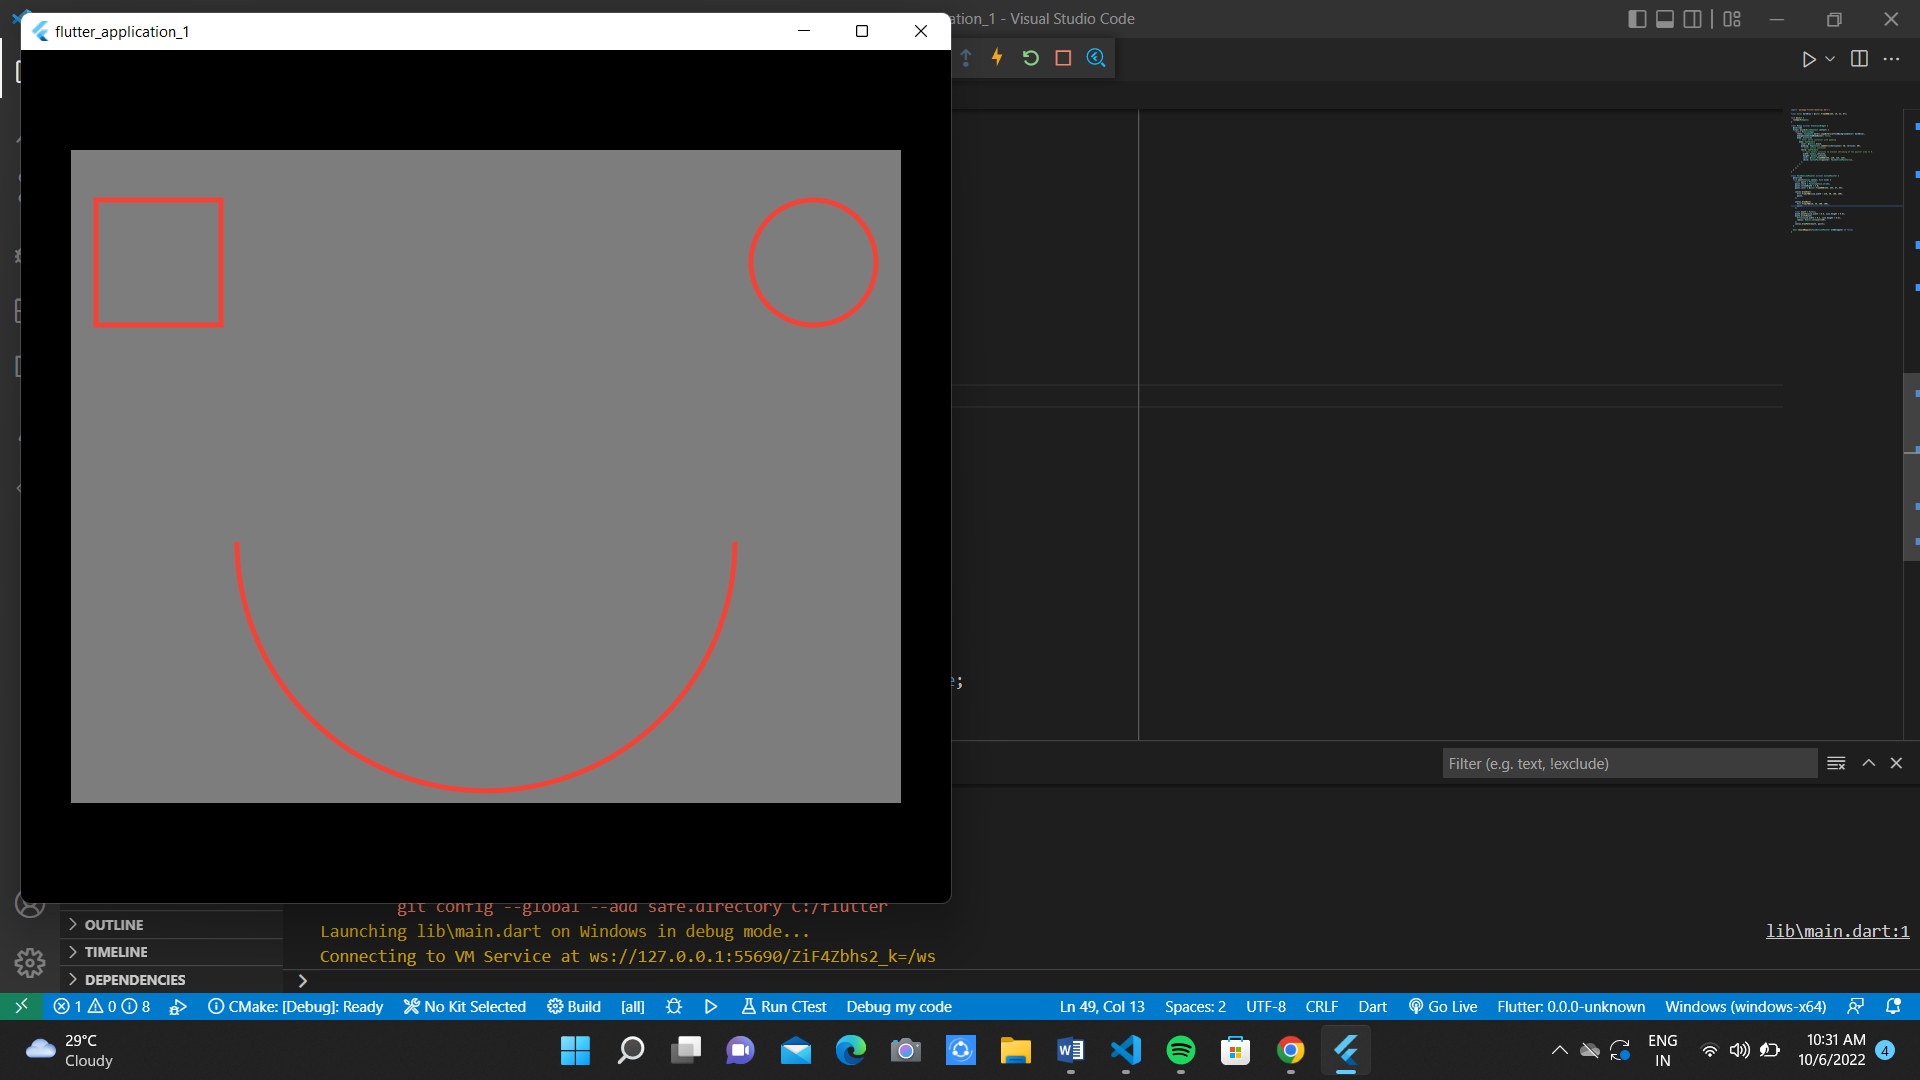 flutter_application_1
ation_1 - Visual Studio Code
e;
Filter (e.g. text, !exclude)
git config --global --add safe.directory C:/flutter
Launching lib\main.dart on Windows in debug mode...
lib\main.dart:1
Connecting to VM Service at ws://127.0.0.1:55690/ZiF4Zbhs2_k=/ws
OUTLINE
TIMELINE
DEPENDENCIES
1 0 8 CMake: [Debug]: Ready No Kit Selected Build [all] Run CTest Debug my code Ln 49, Col 13 Spaces: 2 UTF-8 CRLF Dart Go Live Flutter: 0.0.0-unknown Windows (windows-x64)
29°C
Cloudy
ENG
IN
10:31 AM
10/6/2022
4